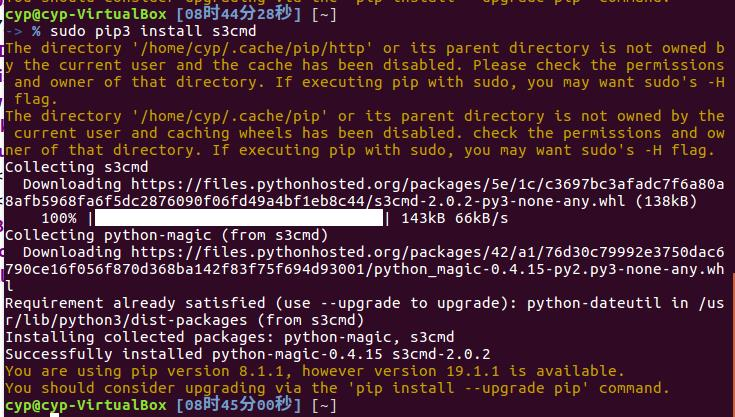 cyp@cyp-VirtualBox [08时44分28秒] [~]
-> % sudo pip3 install s3cmd
The directory '/home/cyp/.cache/pip/http' or its parent directory is not owned b
y the current user and the cache has been disabled. Please check the permissions
 and owner of that directory. If executing pip with sudo, you may want sudo's -H
 flag.
The directory '/home/cyp/.cache/pip' or its parent directory is not owned by the
 current user and caching wheels has been disabled. check the permissions and ow
ner of that directory. If executing pip with sudo, you may want sudo's -H flag.
Collecting s3cmd
  Downloading https://files.pythonhosted.org/packages/5e/1c/c3697bc3afadc7f6a80a
8afb5968fa6f5dc2876090f06fd49a4bf1eb8c44/s3cmd-2.0.2-py3-none-any.whl (138kB)
    100% |████████████████████████████████| 143kB 66kB/s
Collecting python-magic (from s3cmd)
  Downloading https://files.pythonhosted.org/packages/42/a1/76d30c79992e3750dac6
790ce16f056f870d368ba142f83f75f694d93001/python_magic-0.4.15-py2.py3-none-any.wh
l
Requirement already satisfied (use --upgrade to upgrade): python-dateutil in /us
r/lib/python3/dist-packages (from s3cmd)
Installing collected packages: python-magic, s3cmd
Successfully installed python-magic-0.4.15 s3cmd-2.0.2
You are using pip version 8.1.1, however version 19.1.1 is available.
You should consider upgrading via the 'pip install --upgrade pip' command.
cyp@cyp-VirtualBox [08时45分00秒] [~]